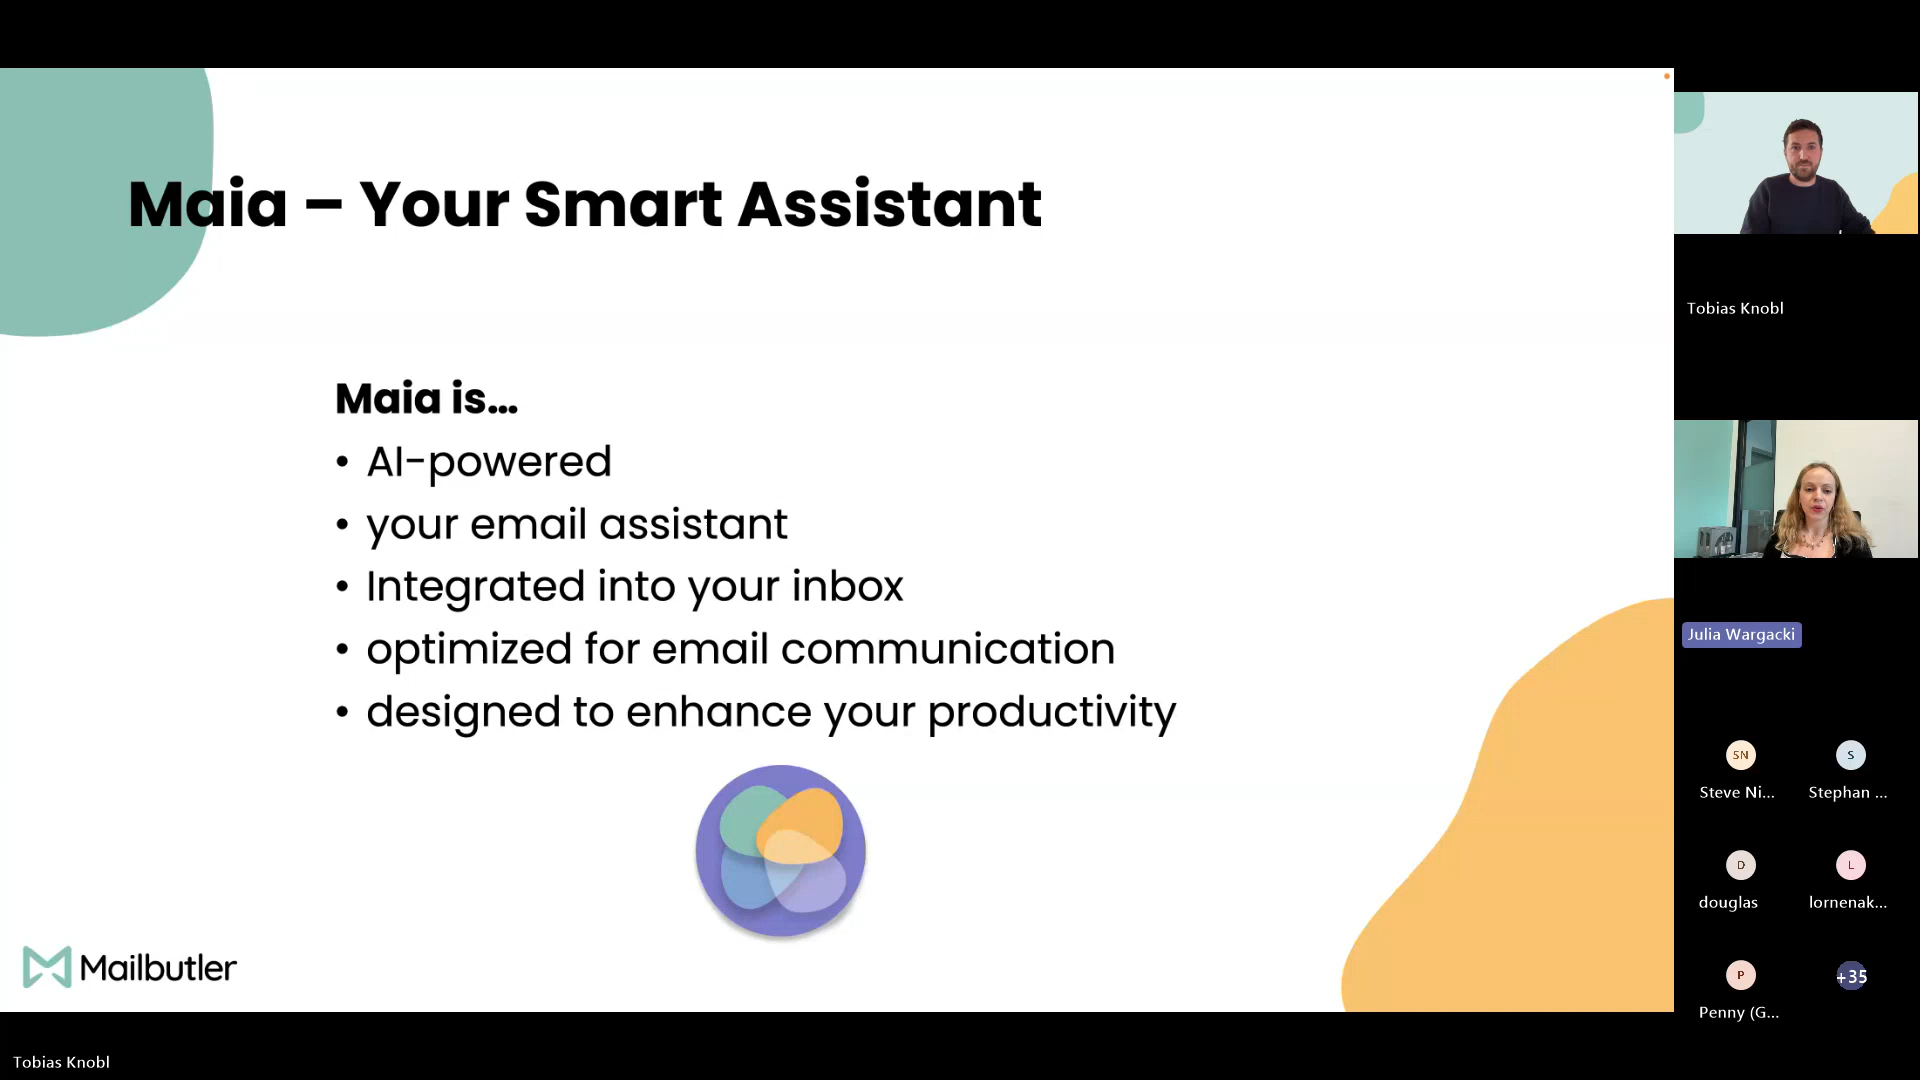 Maia – Your Smart Assistant
Maia is...
• AI-powered
• your email assistant
• Integrated into your inbox
• optimized for email communication
• designed to enhance your productivity
Mailbutler
Tobias Knobl
Tobias Knobl
Julia Wargacki
SN
S
Steve Ni...
Stephan ...
D
L
douglas
lornenak...
P
+35
Penny (G...